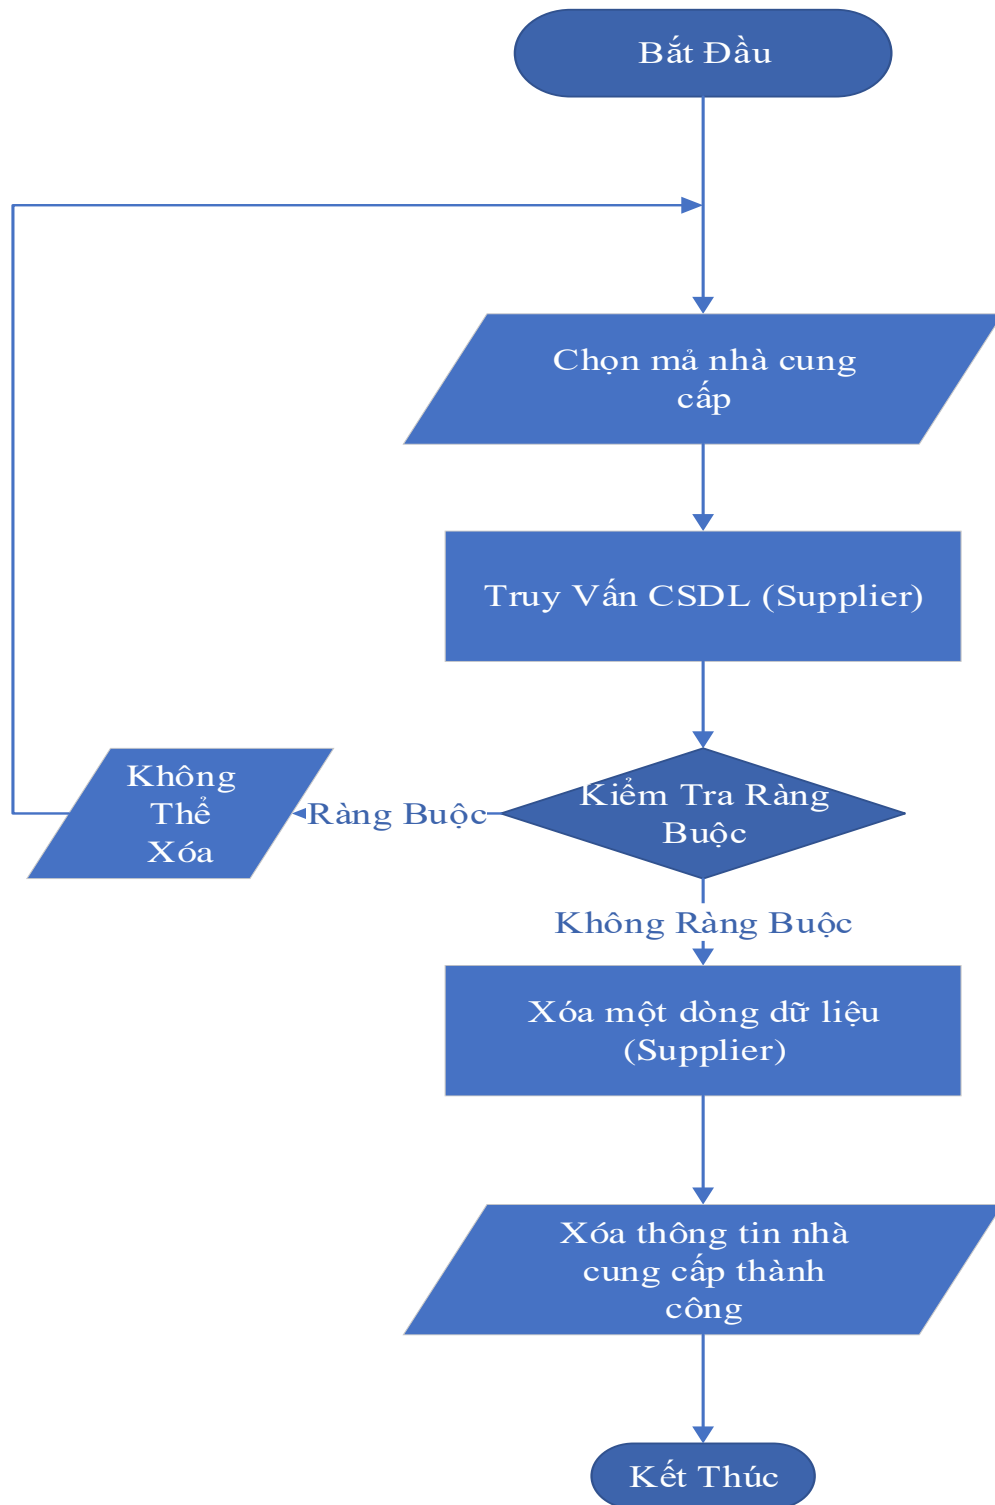 Bắt Đầu
Chọn mả nhà cung
cấp
Truy Vấn CSDL (Supplier)
Kiểm Tra Ràng
Buộc
Ràng Buộc
Không
Thể
Xóa
Không Ràng Buộc
Xóa một dòng dữ liệu
(Supplier)
Xóa thông tin nhà
cung cấp thành
công
Kết Thúc